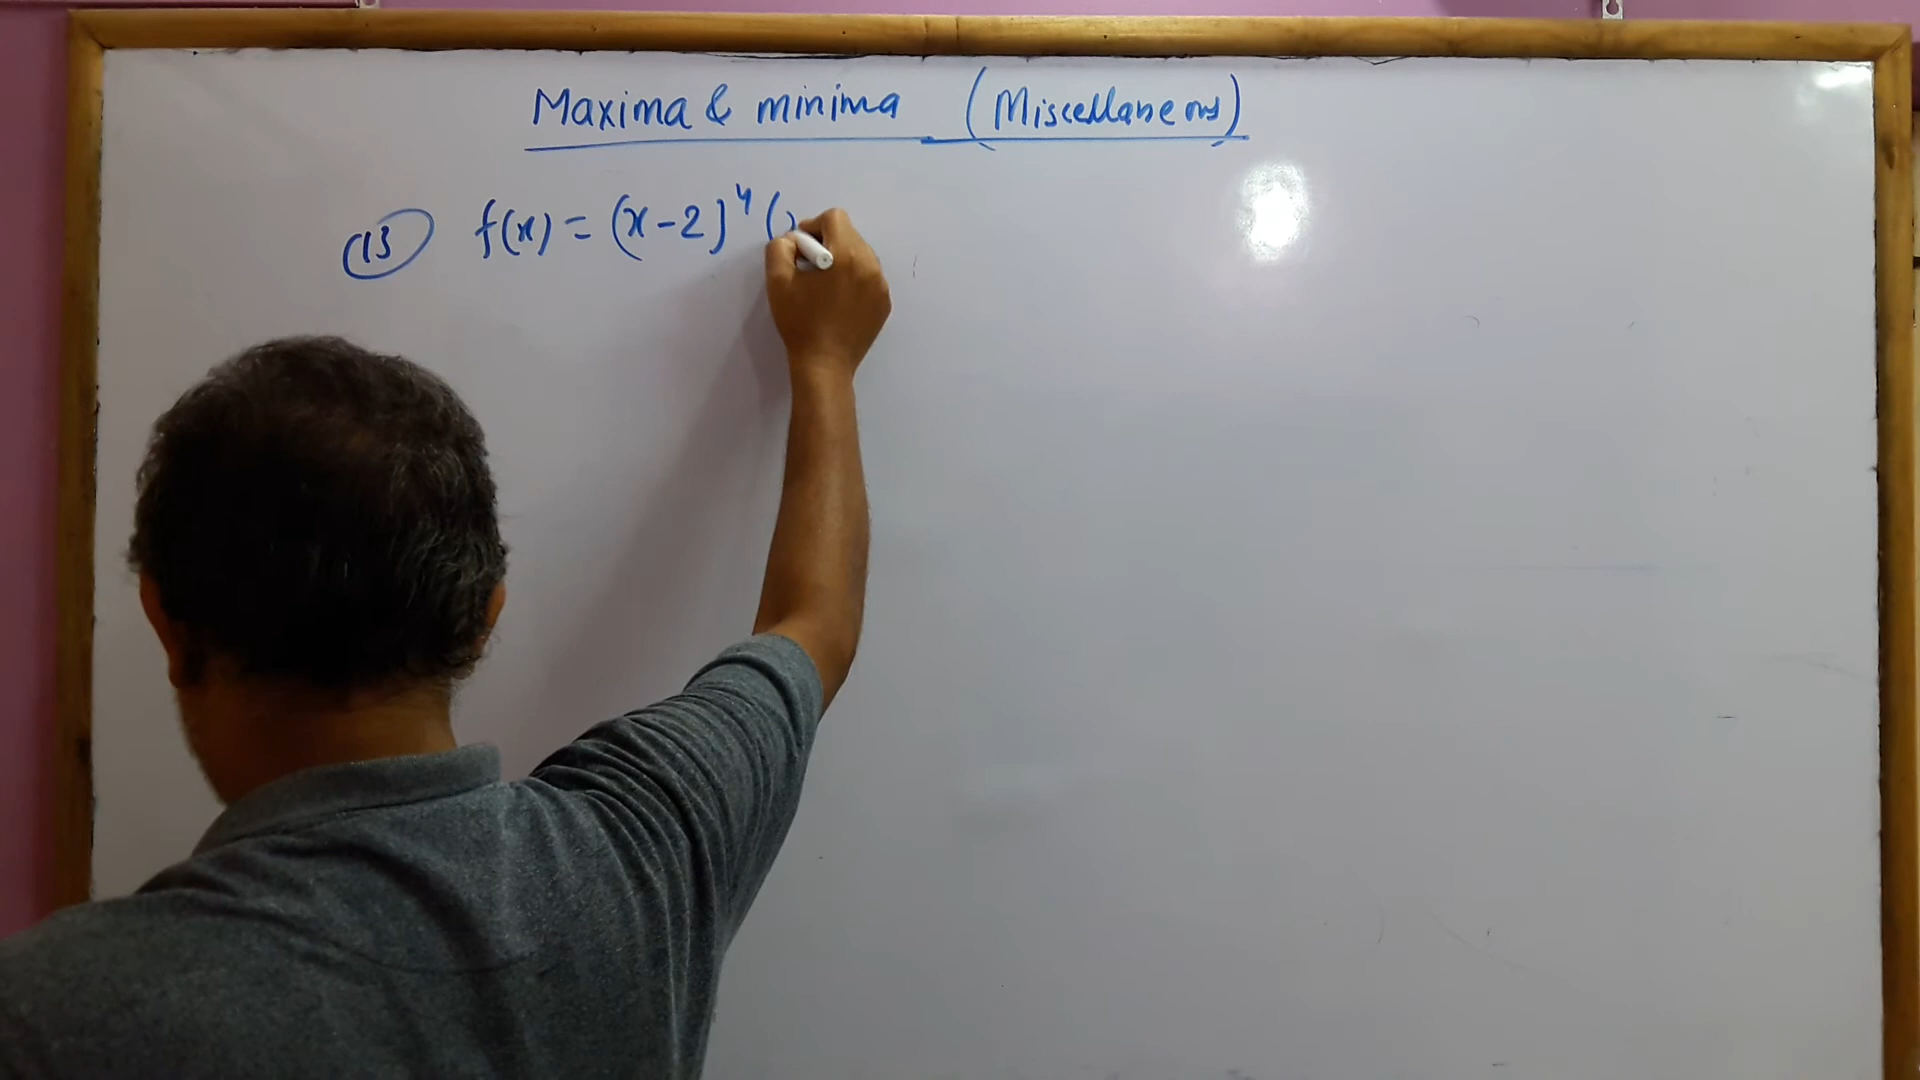 Maxima & minima (Miscellaneous)
(13) f(x) = (x-2)^4 (